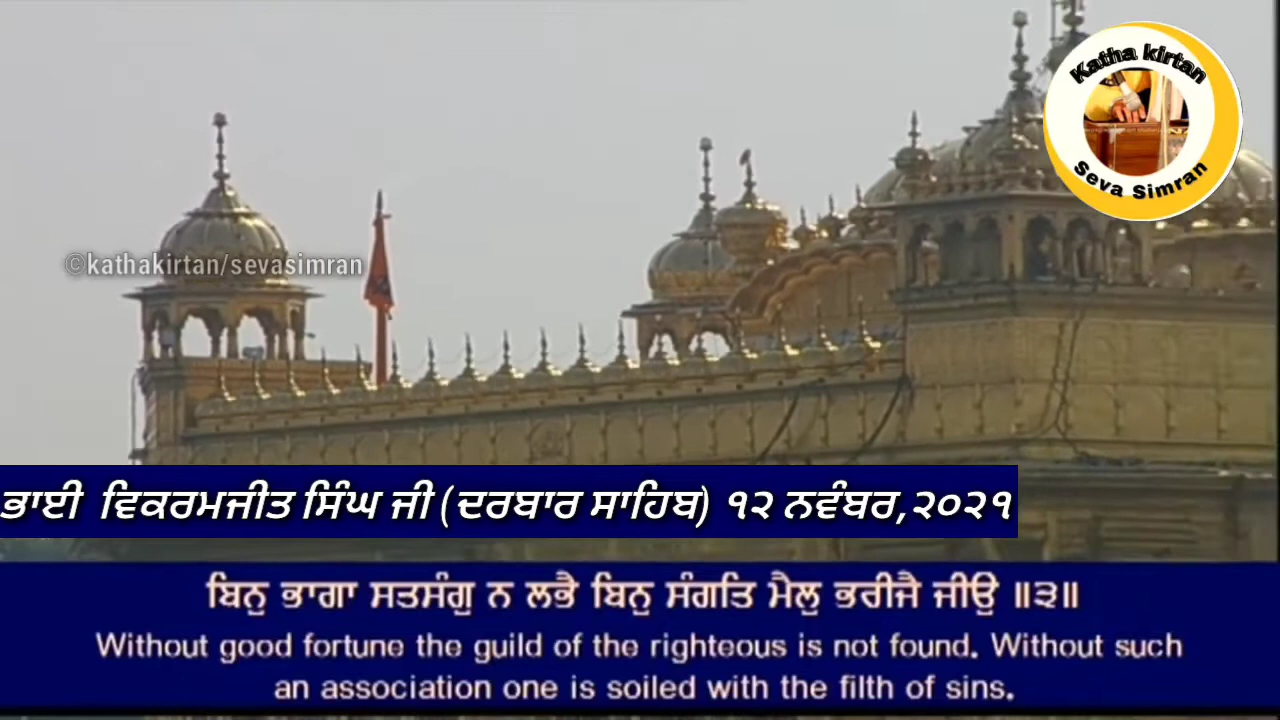 Katha kirtan
Seva Simran
©kathakirtan/sevasimran
ਭਾਈ ਵਿਕਰਮਜੀਤ ਸਿੰਘ ਜੀ (ਦਰਬਾਰ ਸਾਹਿਬ) ੧੨ ਨਵੰਬਰ,੨੦੨੧
ਬਿਨੁ ਭਾਗਾ ਸਤਸੰਗੁ ਨ ਲਭੈ ਬਿਨੁ ਸੰਗਤਿ ਮੈਲੁ ਭਰੀਜੈ ਜੀਉ ॥੩॥
Without good fortune the guild of the righteous is not found. Without such
an association one is soiled with the filth of sins.